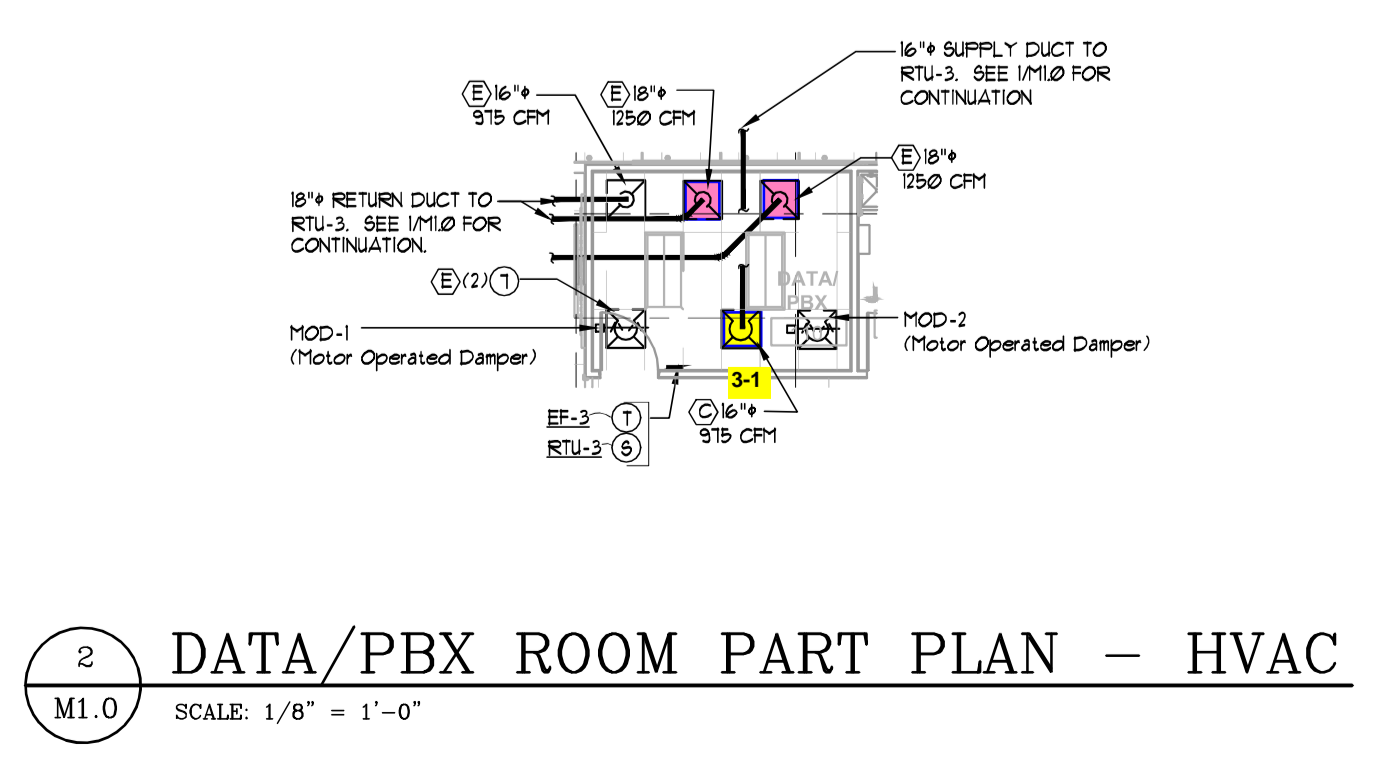 16"ϕ SUPPLY DUCT TO
RTU-3. SEE 1/M1.0 FOR
CONTINUATION
E 16"ϕ
975 CFM
E 18"ϕ
1250 CFM
E 18"ϕ
1250 CFM
18"ϕ RETURN DUCT TO
RTU-3. SEE 1/M1.0 FOR
CONTINUATION.
E (2) 7
DATA/
PBX
MOD-1
(Motor Operated Damper)
MOD-2
(Motor Operated Damper)
3-1
C 16"ϕ
975 CFM
EF-3 T
RTU-3 S
2
M1.0
DATA/PBX ROOM PART PLAN - HVAC
SCALE: 1/8" = 1'-0"